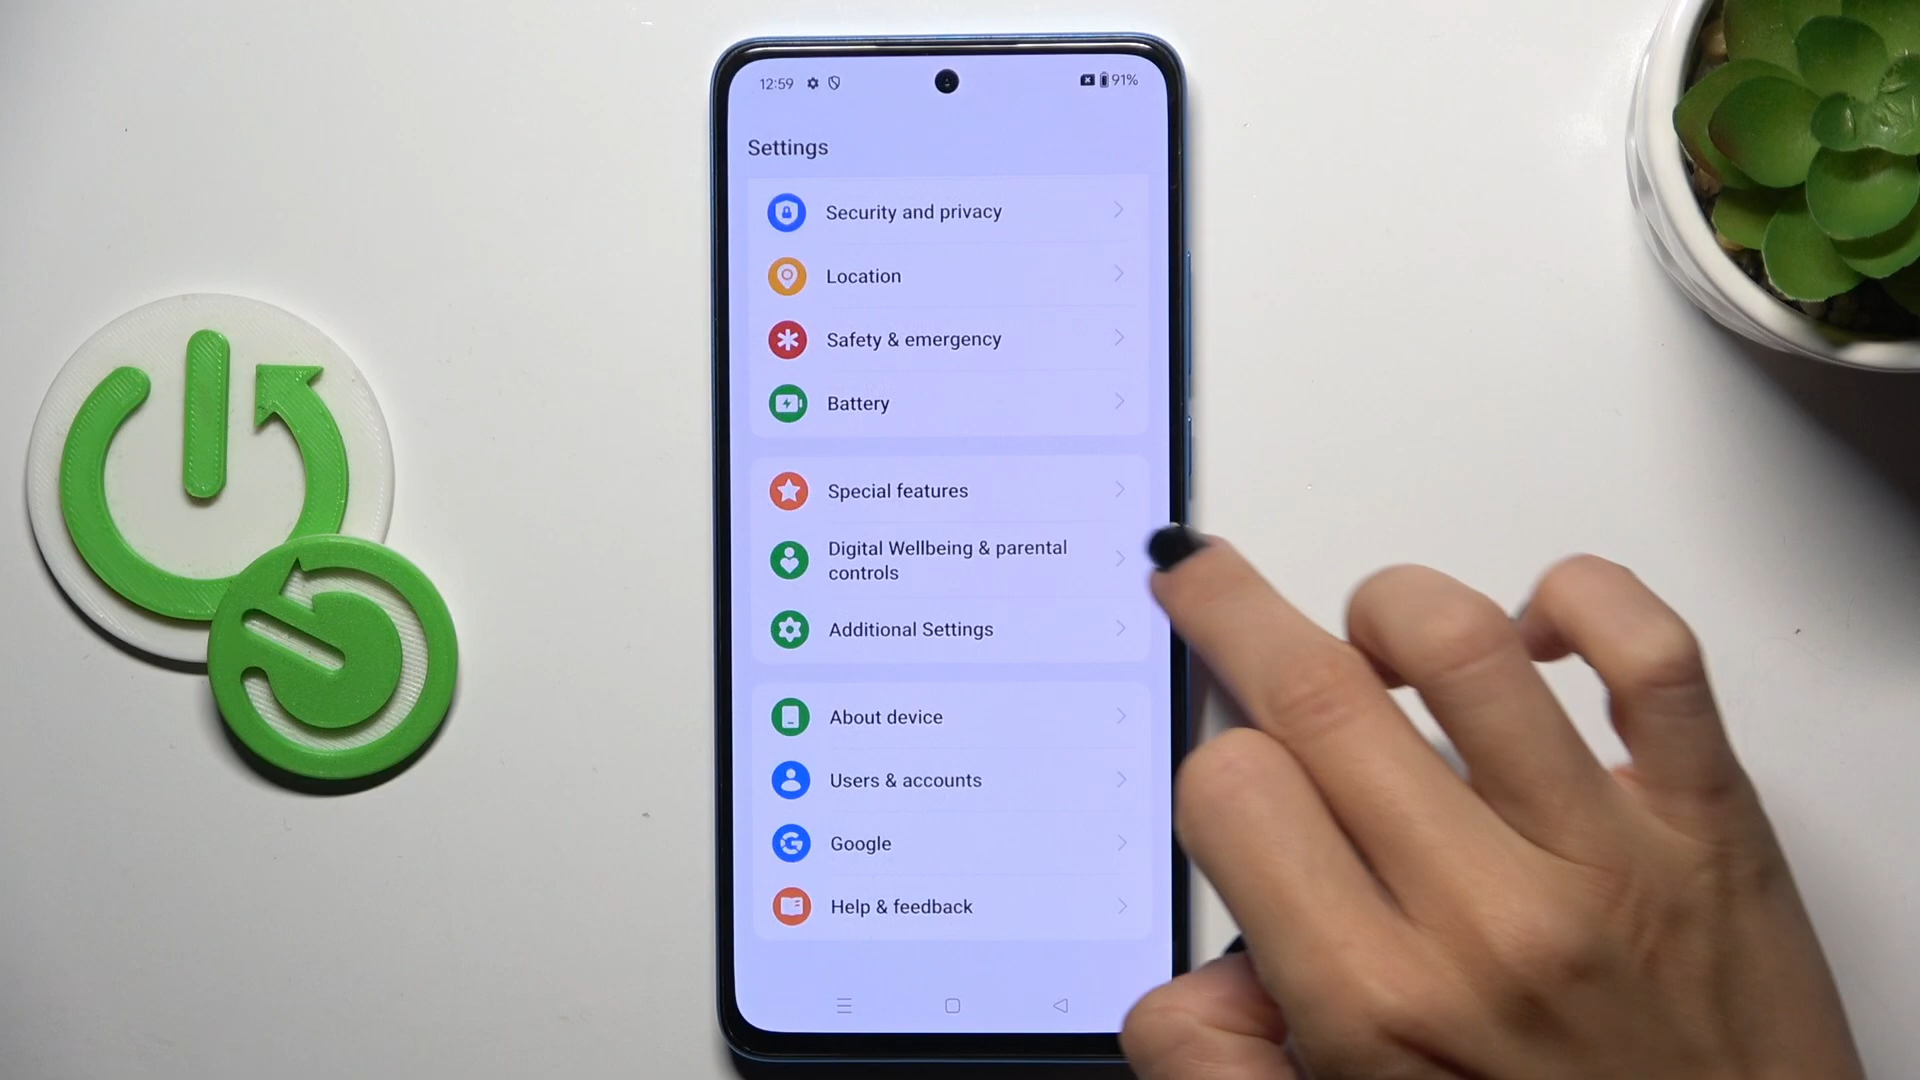 12:59
91%
Settings
Security and privacy
Location
Safety & emergency
Battery
Special features
Digital Wellbeing & parental
controls
Additional Settings
About device
Users & accounts
Google
Help & feedback